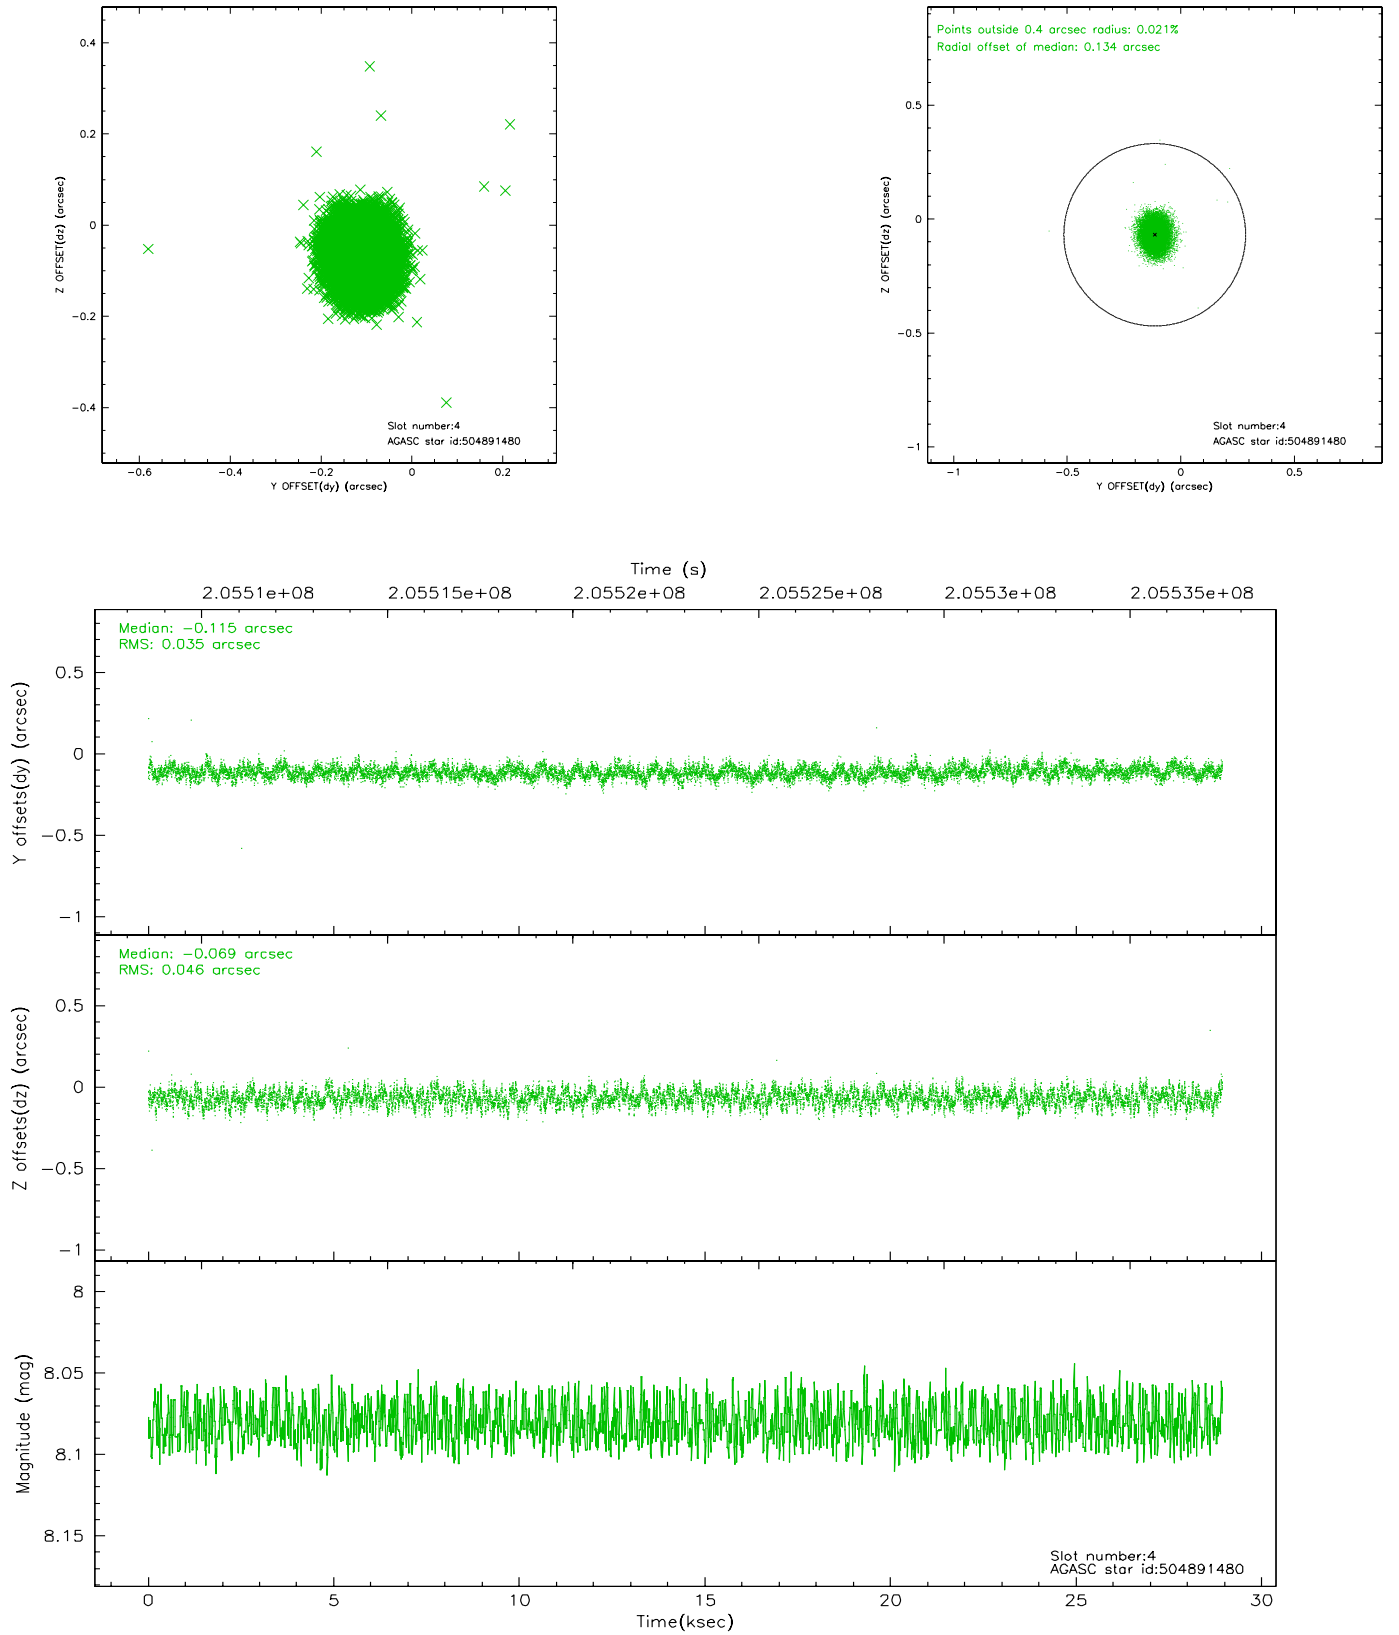 0.4
0.2
0
−0.2
−0.4
Z OFFSET(dz) (arcsec)
−0.6
−0.4
−0.2
0
0.2
Y OFFSET(dy) (arcsec)
Slot number:4
AGASC star id:504891480
Points outside 0.4 arcsec radius: 0.021%
Radial offset of median: 0.134 arcsec
0.5
0
−0.5
−1
Z OFFSET(dz) (arcsec)
−1
−0.5
0
0.5
Y OFFSET(dy) (arcsec)
Slot number:4
AGASC star id:504891480
Time (s)
2.0551e+08
2.05515e+08
2.0552e+08
2.05525e+08
2.0553e+08
2.05535e+08
Median: −0.115 arcsec
RMS: 0.035 arcsec
0.5
0
−0.5
−1
Y offsets(dy) (arcsec)
Median: −0.069 arcsec
RMS: 0.046 arcsec
0.5
0
−0.5
−1
Z offsets(dz) (arcsec)
8
8.05
8.1
8.15
Magnitude (mag)
Slot number:4
AGASC star id:504891480
0
5
10
15
20
25
30
Time(ksec)